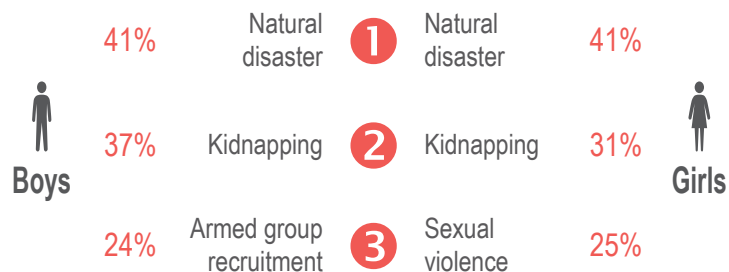 41% Natural disaster 1 Natural disaster 41%
Boys 37% Kidnapping 2 Kidnapping 31% Girls
24% Armed group recruitment 3 Sexual violence 25%